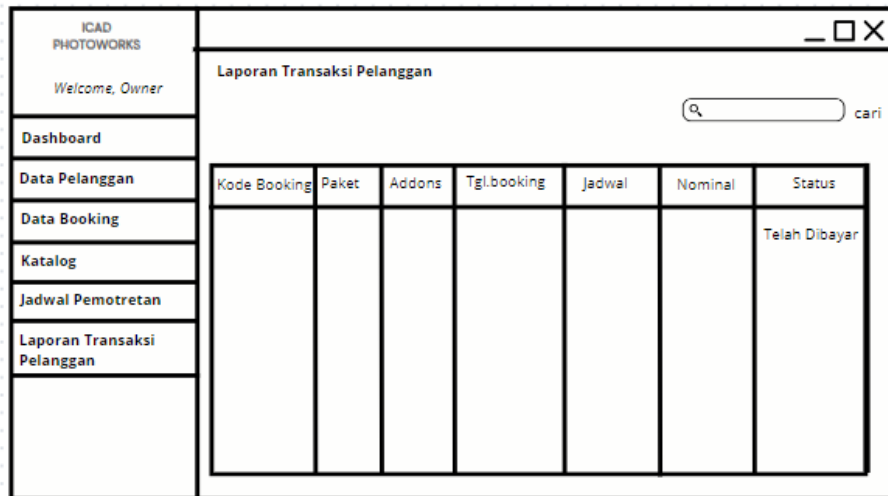 ICAD
PHOTOWORKS
Welcome, Owner
Dashboard
Data Pelanggan
Data Booking
Katalog
Jadwal Pemotretan
Laporan Transaksi
Pelanggan
Laporan Transaksi Pelanggan
cari
Kode Booking Paket Addons Tgl.booking Jadwal Nominal Status
Telah Dibayar